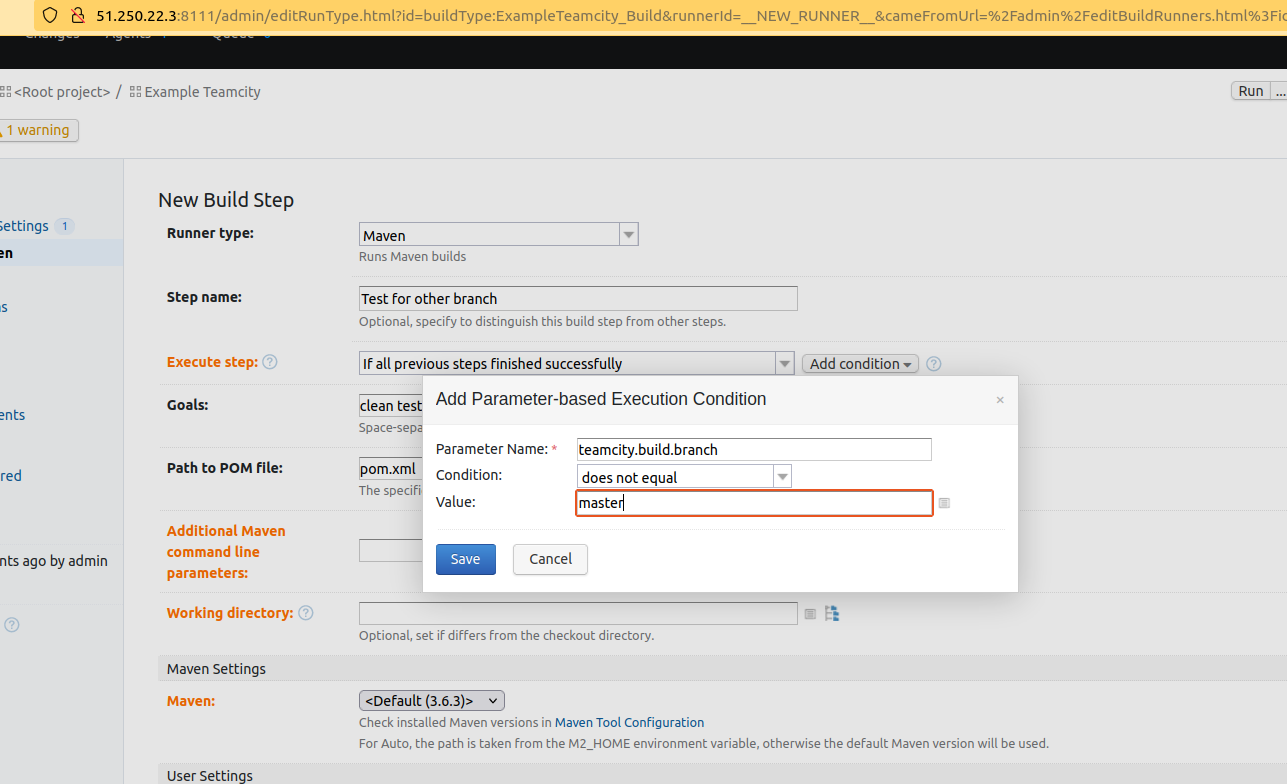 51.250.22.3:8111/admin/editRunType.html?id=buildType:ExampleTeamcity_Build&runnerId=__NEW_RUNNER__&cameFromUrl=%2Fadmin%2FeditBuildRunners.html%3Fic
Changes Agents Queue
<Root project> / Example Teamcity
Run ...
1 warning
New Build Step
Settings 1
Runner type: Maven
en
Runs Maven builds
Step name: Test for other branch
Optional, specify to distinguish this build step from other steps.
Execute step: ? If all previous steps finished successfully Add condition ?
Add Parameter-based Execution Condition ×
Goals: clean test
Space-sepa
ents
Parameter Name: * teamcity.build.branch
Condition: does not equal
Value: master
Path to POM file: pom.xml
The specifi
red
Additional Maven
command line
parameters:
Save Cancel
nts ago by admin
Working directory: ?
?
Optional, set if differs from the checkout directory.
Maven Settings
Maven: <Default (3.6.3)>
Check installed Maven versions in Maven Tool Configuration
For Auto, the path is taken from the M2_HOME environment variable, otherwise the default Maven version will be used.
User Settings